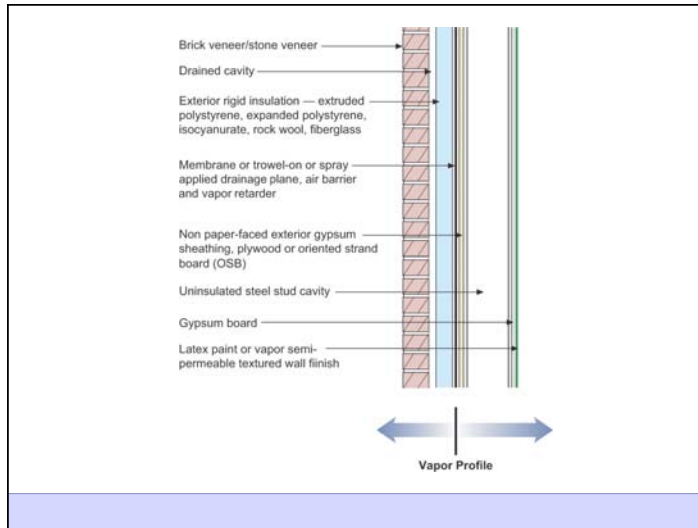 Brick veneer/stone veneer
Drained cavity
Exterior rigid insulation — extruded
polystyrene, expanded polystyrene,
isocyanurate, rock wool, fiberglass
Membrane or trowel-on or spray
applied drainage plane, air barrier
and vapor retarder
Non paper-faced exterior gypsum
sheathing, plywood or oriented strand
board (OSB)
Uninsulated steel stud cavity
Gypsum board
Latex paint or vapor semi-
permeable textured wall fiinish
Vapor Profile